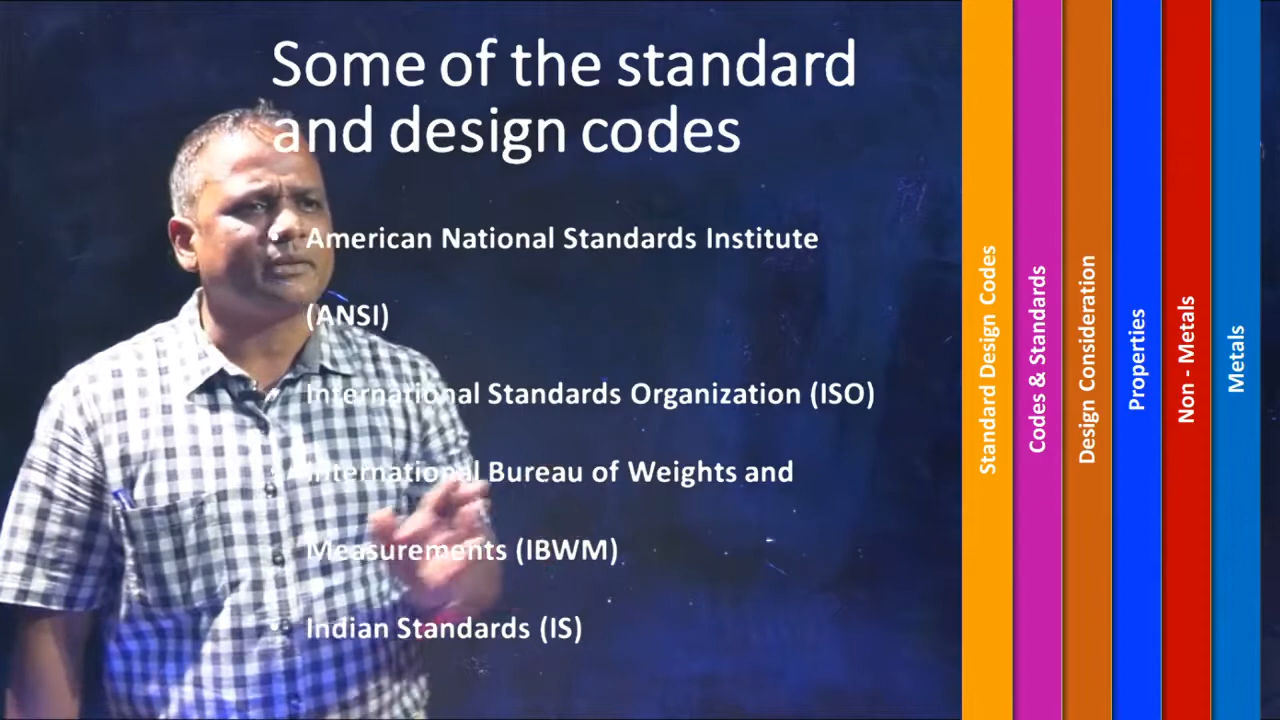 Some of the standard
and design codes
• American National Standards Institute
(ANSI)
International Standards Organization (ISO)
International Bureau of Weights and
Measurements (IBWM)
• Indian Standards (IS)
Standard Design Codes
Codes & Standards
Design Consideration
Properties
Non - Metals
Metals